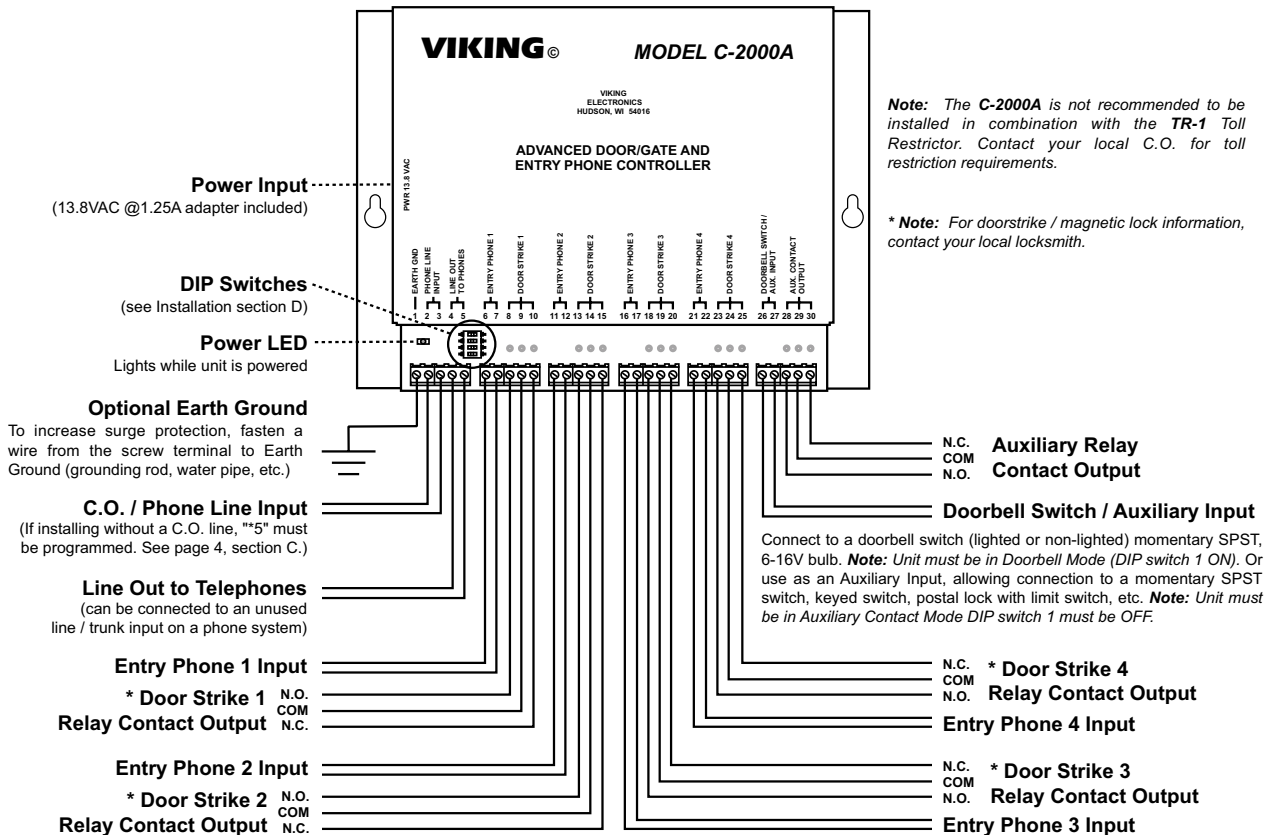 VIKING© MODEL C-2000A
VIKING
ELECTRONICS
HUDSON, WI 54016
ADVANCED DOOR/GATE AND
ENTRY PHONE CONTROLLER
PWR 13.8 VAC
Note: The C-2000A is not recommended to be
installed in combination with the TR-1 Toll
Restrictor. Contact your local C.O. for toll
restriction requirements.
* Note: For doorstrike / magnetic lock information,
contact your local locksmith.
EARTH GND
PHONE LINE
INPUT
LINE OUT
TO PHONES
ENTRY PHONE 1
DOOR STRIKE 1
ENTRY PHONE 2
DOOR STRIKE 2
ENTRY PHONE 3
DOOR STRIKE 3
ENTRY PHONE 4
DOOR STRIKE 4
DOORBELL SWITCH /
AUX. INPUT
AUX. CONTACT
OUTPUT
1 2 3 4 5 6 7 8 9 10 11 12 13 14 15 16 17 18 19 20 21 22 23 24 25 26 27 28 29 30
Power Input
(13.8VAC @1.25A adapter included)
DIP Switches
(see Installation section D)
Power LED
Lights while unit is powered
Optional Earth Ground
To increase surge protection, fasten a
wire from the screw terminal to Earth
Ground (grounding rod, water pipe, etc.)
C.O. / Phone Line Input
(If installing without a C.O. line, "*5" must
be programmed. See page 4, section C.)
Line Out to Telephones
(can be connected to an unused
line / trunk input on a phone system)
Entry Phone 1 Input
* Door Strike 1 N.O.
COM
Relay Contact Output N.C.
Entry Phone 2 Input
* Door Strike 2 N.O.
COM
Relay Contact Output N.C.
N.C. Auxiliary Relay
COM
N.O. Contact Output
Doorbell Switch / Auxiliary Input
Connect to a doorbell switch (lighted or non-lighted) momentary SPST,
6-16V bulb. Note: Unit must be in Doorbell Mode (DIP switch 1 ON). Or
use as an Auxiliary Input, allowing connection to a momentary SPST
switch, keyed switch, postal lock with limit switch, etc. Note: Unit must
be in Auxiliary Contact Mode DIP switch 1 must be OFF.
N.C. * Door Strike 4
COM
N.O. Relay Contact Output
Entry Phone 4 Input
N.C. * Door Strike 3
COM
N.O. Relay Contact Output
Entry Phone 3 Input